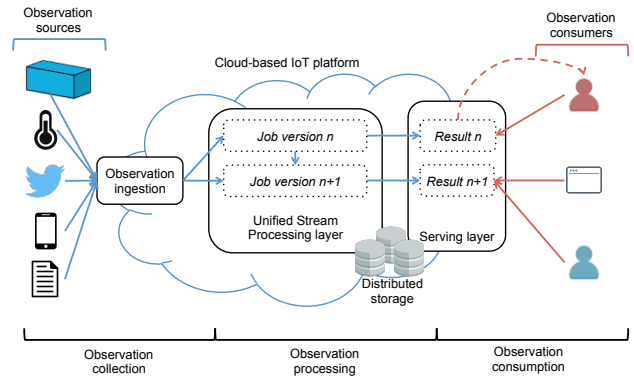 Observation
sources
Observation
consumers
Cloud-based IoT platform
Job version n
Result n
Observation
ingestion
Job version n+1
Result n+1
Unified Stream
Processing layer
Serving layer
Distributed
storage
Observation
collection
Observation
processing
Observation
consumption